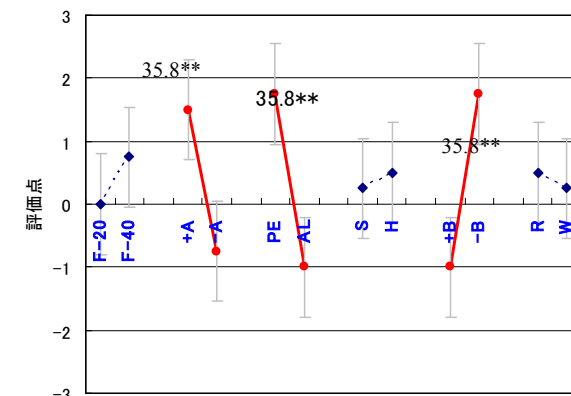 3
2
1
0
-1
-2
-3
評価点
35.8**
35.8**
35.8**
F-20
F-40
+A
-A
PE
AL
S
H
+B
-B
R
W